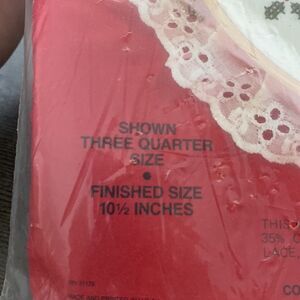 SHOWN
THREE QUARTER
SIZE
•
FINISHED SIZE
10½ INCHES
THIS
35%
LACE
CO